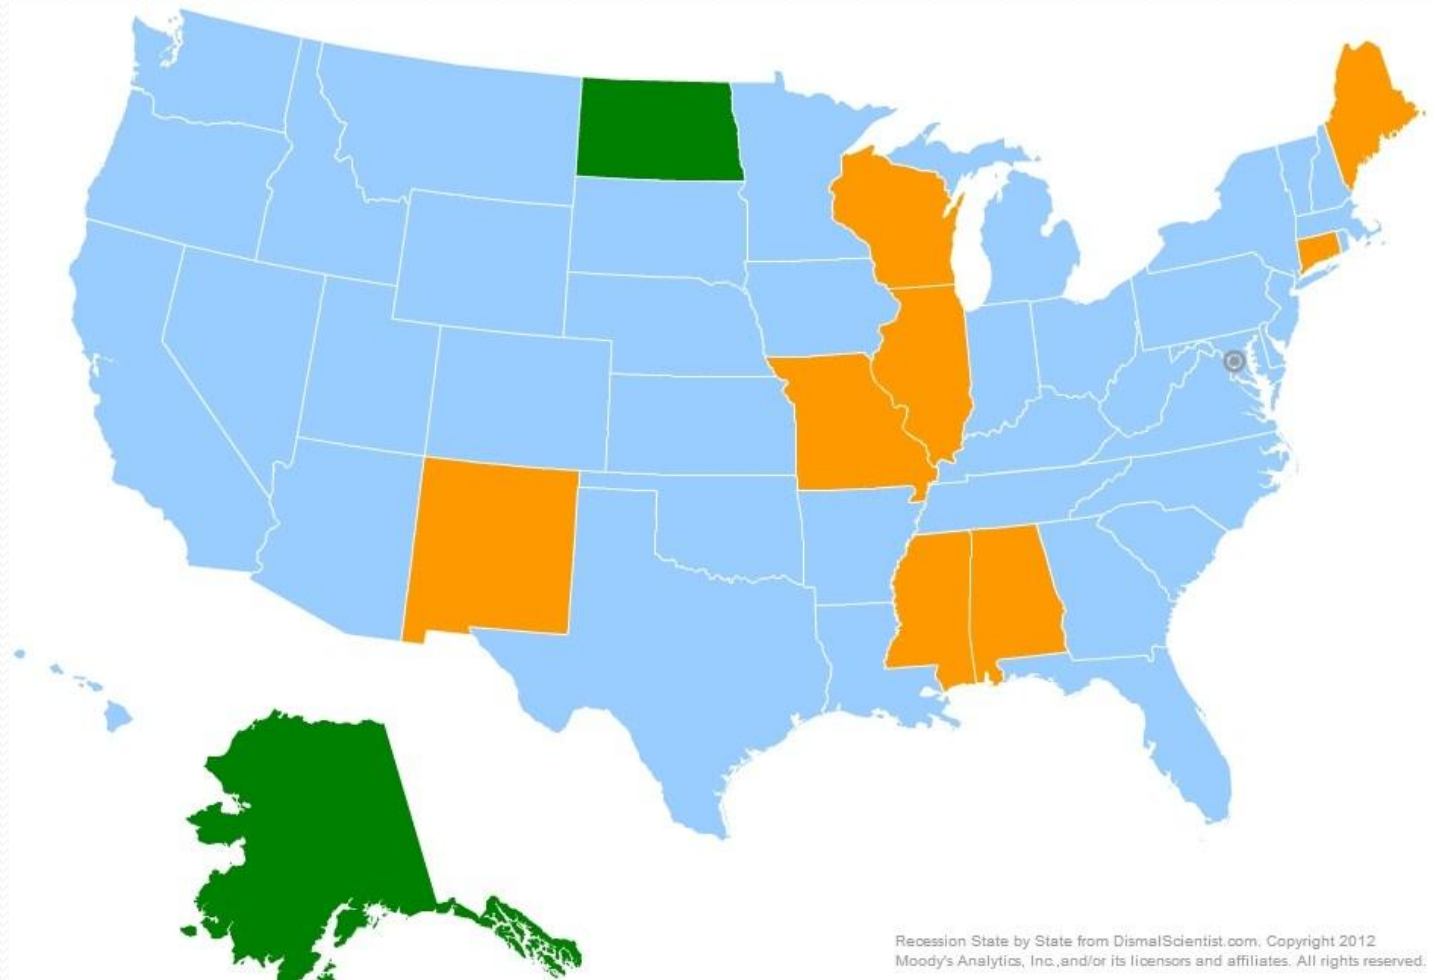 Recession State by State from DismalScientist.com. Copyright 2012
Moody's Analytics, Inc.,and/or its licensors and affiliates. All rights reserved.